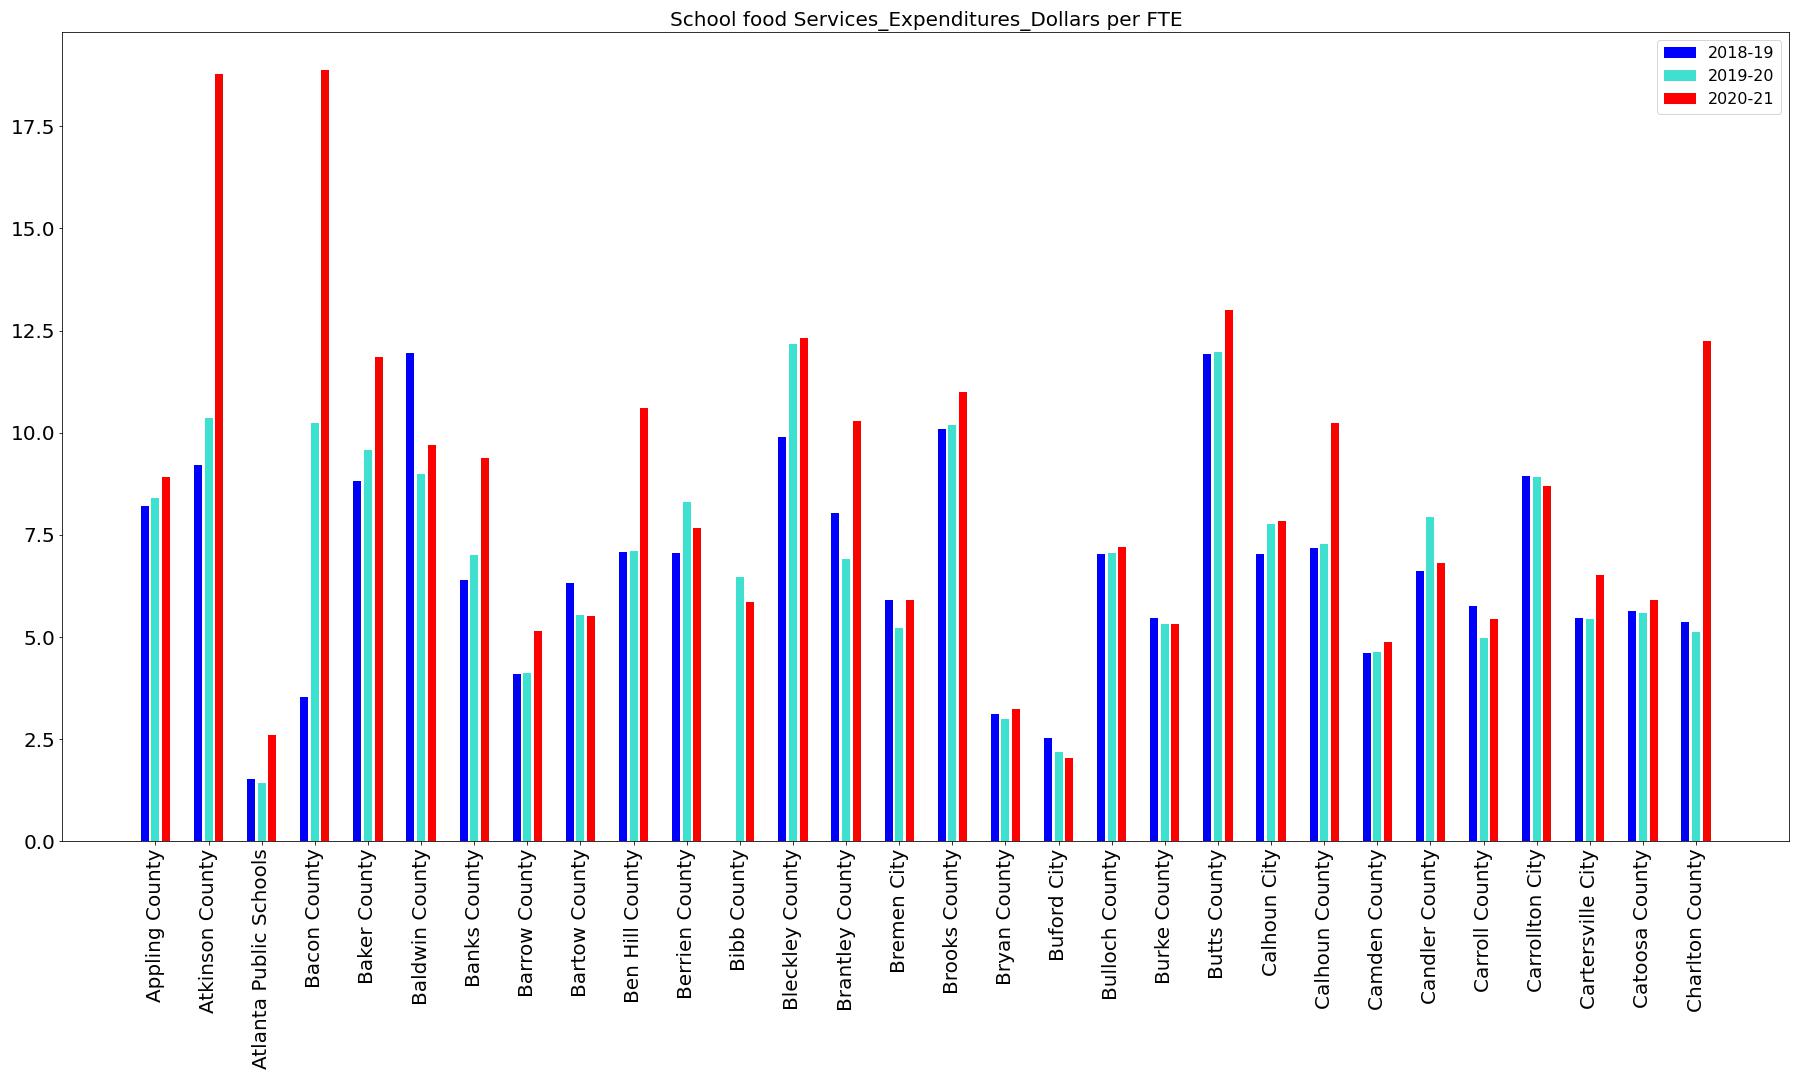 School food Services_Expenditures_Dollars per FTE
2018-19
2019-20
2020-21
17.5
15.0
12.5
10.0
7.5
5.0
2.5
0.0
Appling County
Atkinson County
Atlanta Public Schools
Bacon County
Baker County
Baldwin County
Banks County
Barrow County
Bartow County
Ben Hill County
Berrien County
Bibb County
Bleckley County
Brantley County
Bremen City
Brooks County
Bryan County
Buford City
Bulloch County
Burke County
Butts County
Calhoun City
Calhoun County
Camden County
Candler County
Carroll County
Carrollton City
Cartersville City
Catoosa County
Charlton County